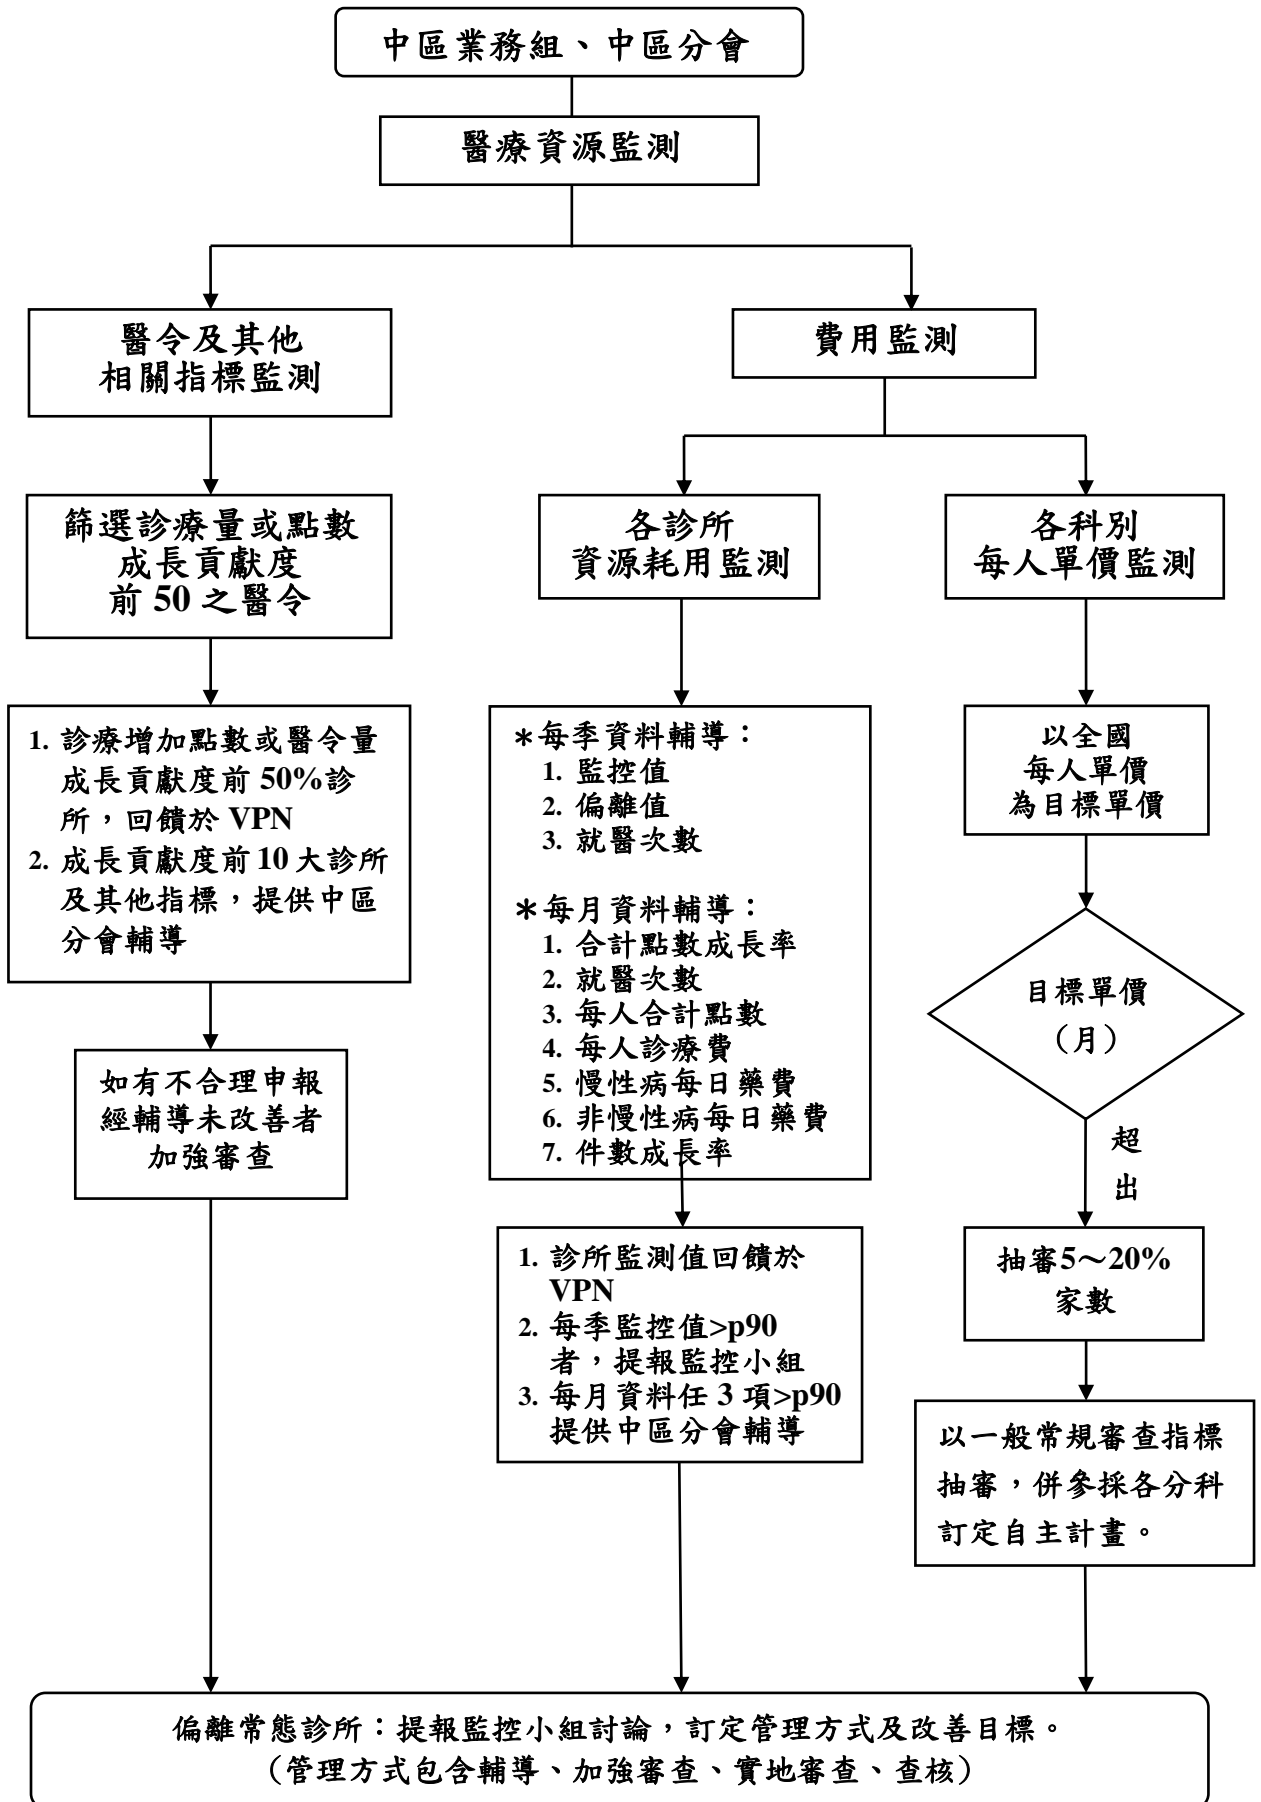 中區業務組、中區分會
醫療資源監測
醫令及其他
相關指標監測
費用監測
篩選診療量或點數
成長貢獻度
前 50 之醫令
各診所
資源耗用監測
各科別
每人單價監測
1. 診療增加點數或醫令量
成長貢獻度前 50%診
所，回饋於 VPN
2. 成長貢獻度前 10 大診所
及其他指標，提供中區
分會輔導
＊每季資料輔導：
1. 監控值
2. 偏離值
3. 就醫次數
＊每月資料輔導：
1. 合計點數成長率
2. 就醫次數
3. 每人合計點數
4. 每人診療費
5. 慢性病每日藥費
6. 非慢性病每日藥費
7. 件數成長率
以全國
每人單價
為目標單價
目標單價
（月）
超
出
如有不合理申報
經輔導未改善者
加強審查
1. 診所監測值回饋於
VPN
2. 每季監控值>p90
者，提報監控小組
3. 每月資料任 3 項>p90
提供中區分會輔導
抽審5～20%
家數
以一般常規審查指標
抽審，併參採各分科
訂定自主計畫。
偏離常態診所：提報監控小組討論，訂定管理方式及改善目標。
（管理方式包含輔導、加強審查、實地審查、查核）